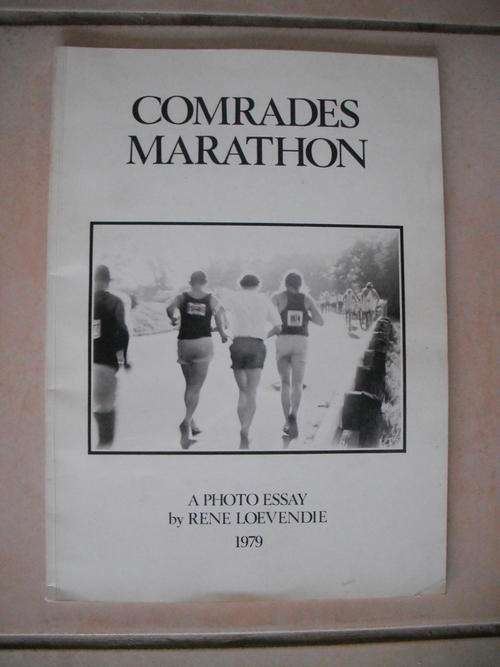 COMRADES
MARATHON
A PHOTO ESSAY
by RENE LOEVENDIE
1979